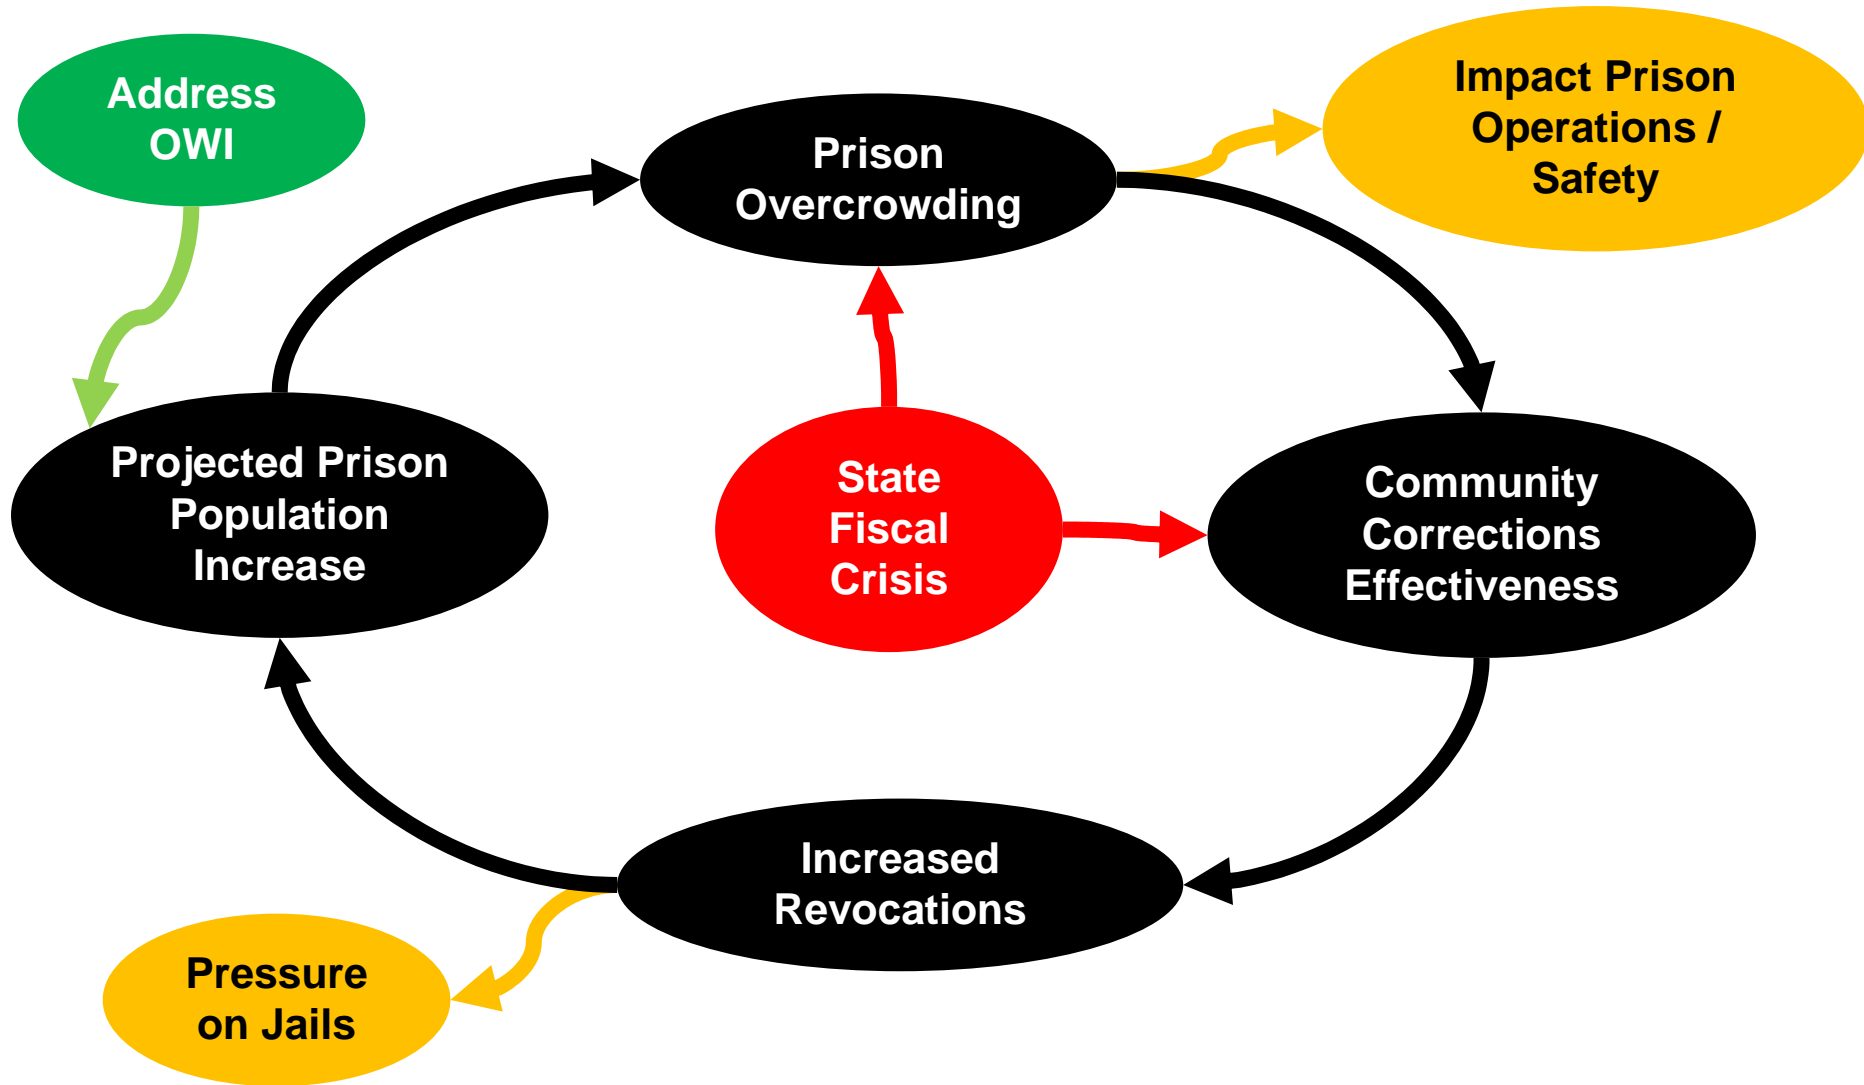 Address
OWI
Prison
Overcrowding
Impact Prison
Operations /
Safety
Projected Prison
Population
Increase
State
Fiscal
Crisis
Community
Corrections
Effectiveness
Increased
Revocations
Pressure
on Jails